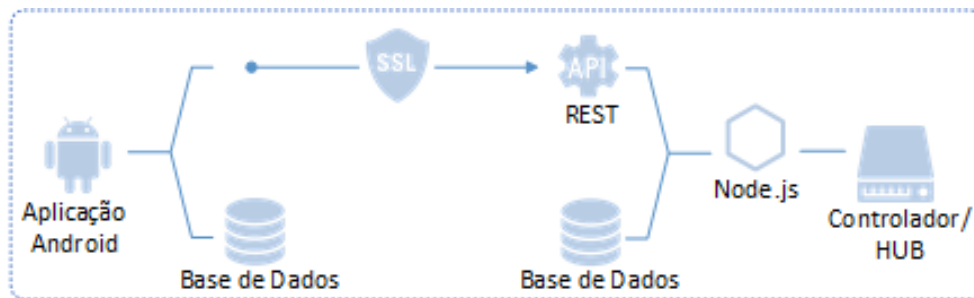 SSL
API
REST
Aplicação
Android
Base de Dados
Base de Dados
Node.js
Controlador/
HUB